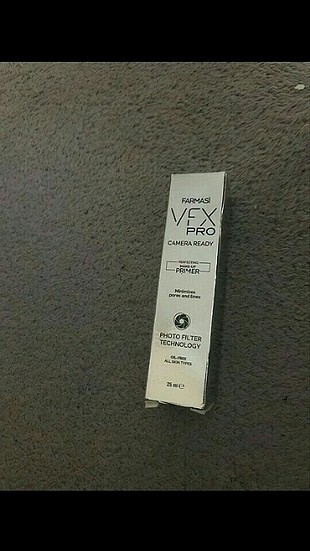 FARMASİ
VFX
PRO
CAMERA READY
PERFECTING
MAKE-UP
PRIMER
Minimizes
pores and lines
PHOTO FILTER
TECHNOLOGY
OIL-FREE
ALL SKIN TYPES
25 ml ℮